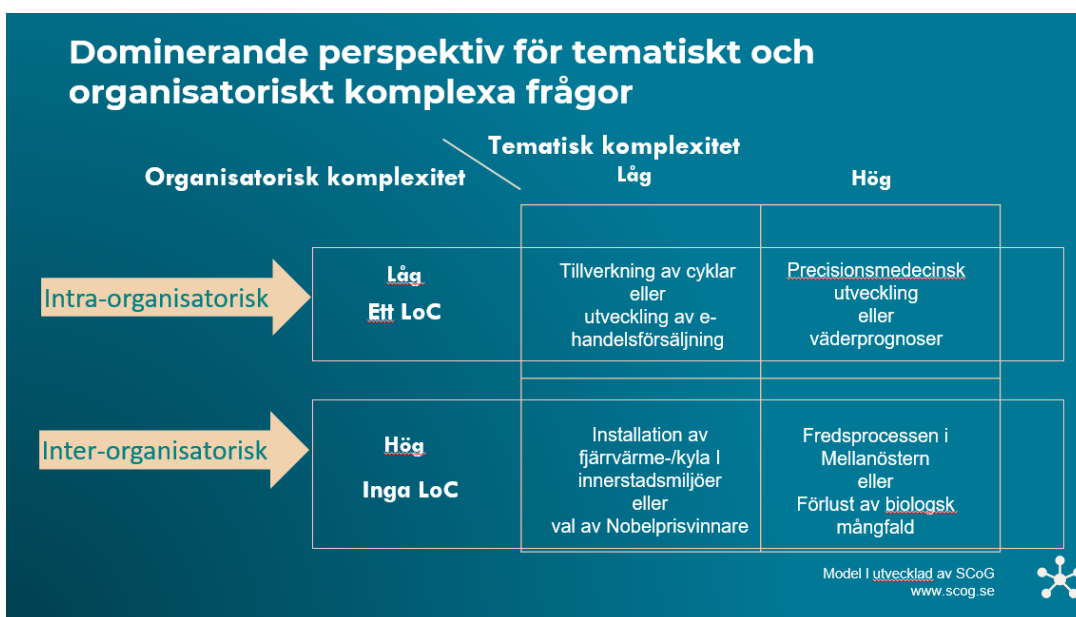 Dominerande perspektiv för tematiskt och
organisatoriskt komplexa frågor
Tematisk komplexitet
Organisatorisk komplexitet
Låg
Hög
Intra-organisatorisk
Låg
Ett LoC
Tillverkning av cyklar
eller
utveckling av e-
handelsförsäljning
Precisionsmedecinsk
utveckling
eller
väderprognoser
Inter-organisatorisk
Hög
Inga LoC
Installation av
fjärrvärme-/kyla I
innerstadsmiljöer
eller
val av Nobelprisvinnare
Fredsprocessen i
Mellanöstern
eller
Förlust av biologsk
mångfald
Model I utvecklad av SCoG
www.scog.se